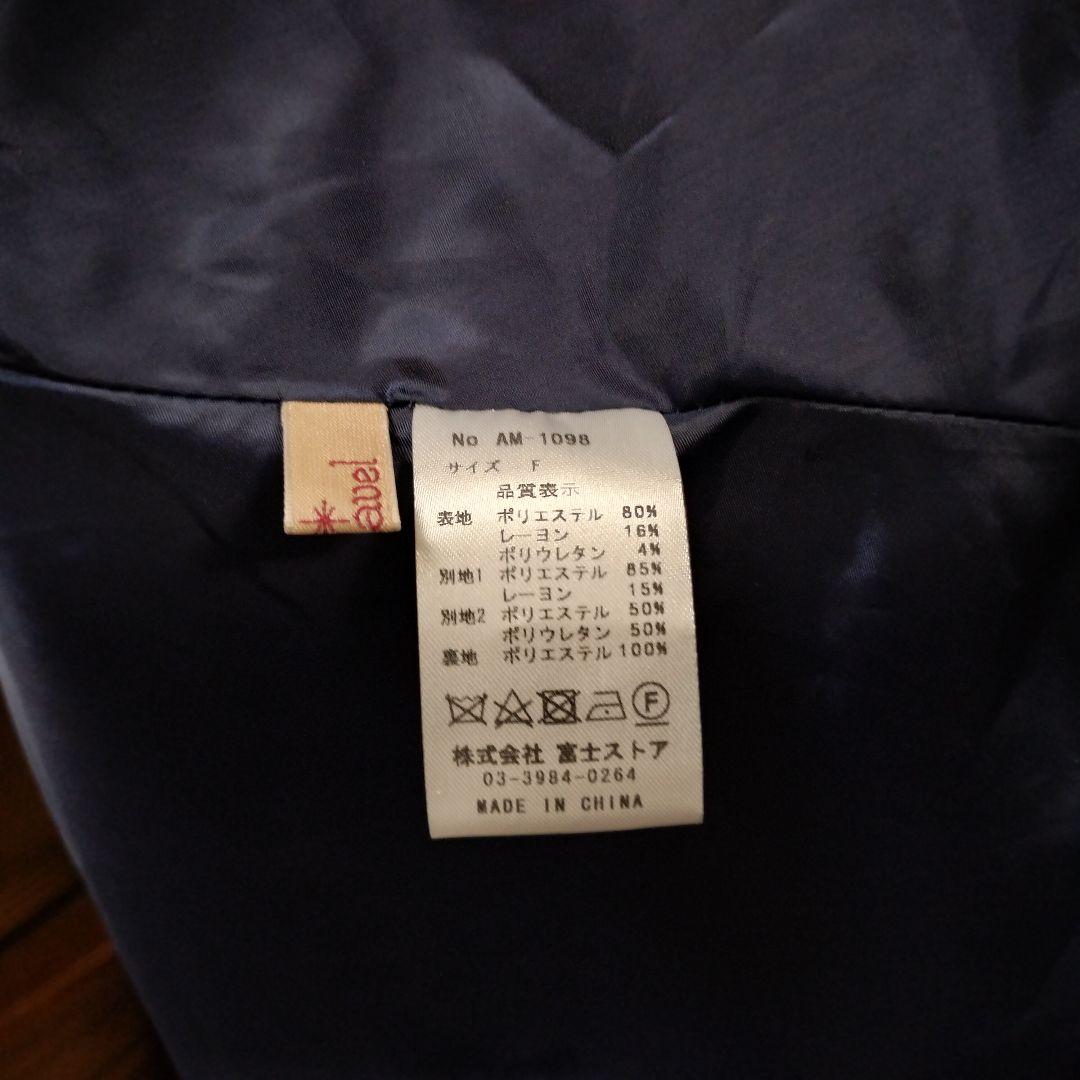 avel
No AM-1098
サイズ F
品質表示
表地 ポリエステル 80%
レーヨン 16%
ポリウレタン 4%
別地1 ポリエステル 85%
レーヨン 15%
別地2 ポリエステル 50%
ポリウレタン 50%
裏地 ポリエステル 100%
F
株式会社 富士ストア
03-3984-0264
MADE IN CHINA